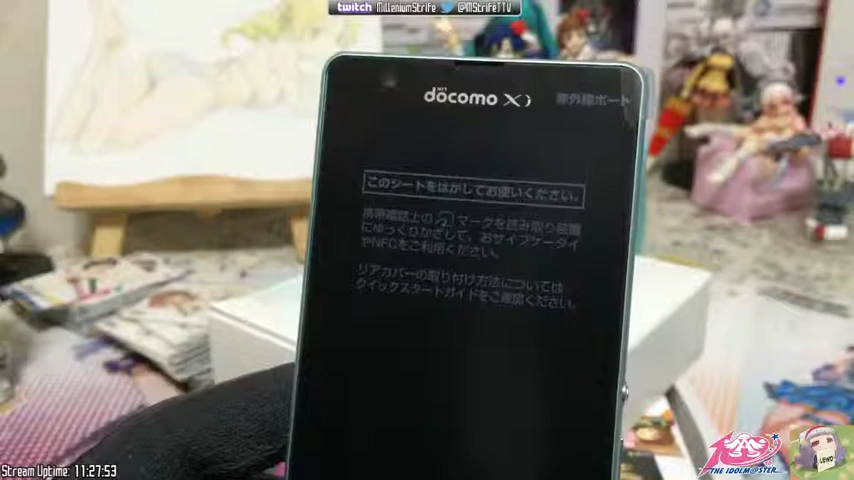 twitch MilleniumStrife @MStrifeTTV
NTT docomo Xi 赤外線ポート
このシートをはがしてお使いください。
携帯電話上の マークを読み取り装置
にゆっくりかざして、おサイフケータイ
やNFCをご利用ください。
リアカバーの取り付け方法については
クイックスタートガイドをご確認ください。
Stream Uptime: 11:27:53
THE IDOLM@STER
LEWD